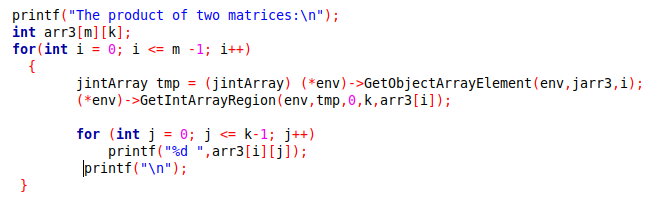 printf("The product of two matrices:\n");
int arr3[m][k];
for(int i = 0; i <= m -1; i++)
{
jintArray tmp = (jintArray) (*env)->GetObjectArrayElement(env,jarr3,i);
(*env)->GetIntArrayRegion(env,tmp,0,k,arr3[i]);
for (int j = 0; j <= k-1; j++)
printf("%d ",arr3[i][j]);
printf("\n");
}